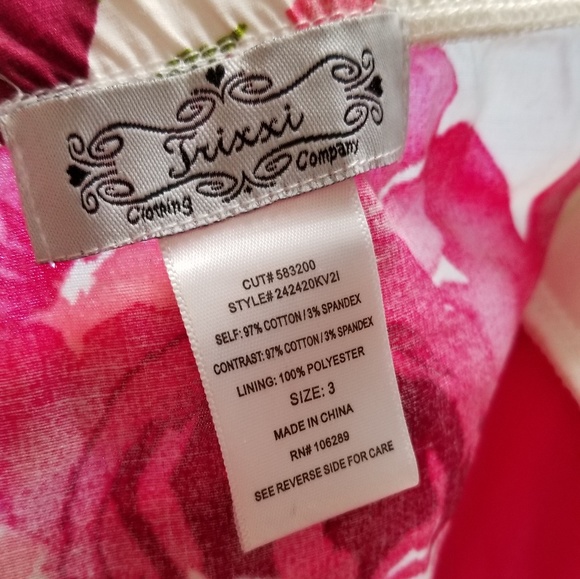 Trixxi
Clothing Company
CUT# 583200
STYLE# 242420KV2I
SELF: 97% COTTON / 3% SPANDEX
CONTRAST: 97% COTTON / 3% SPANDEX
LINING: 100% POLYESTER
SIZE: 3
MADE IN CHINA
RN# 106289
SEE REVERSE SIDE FOR CARE